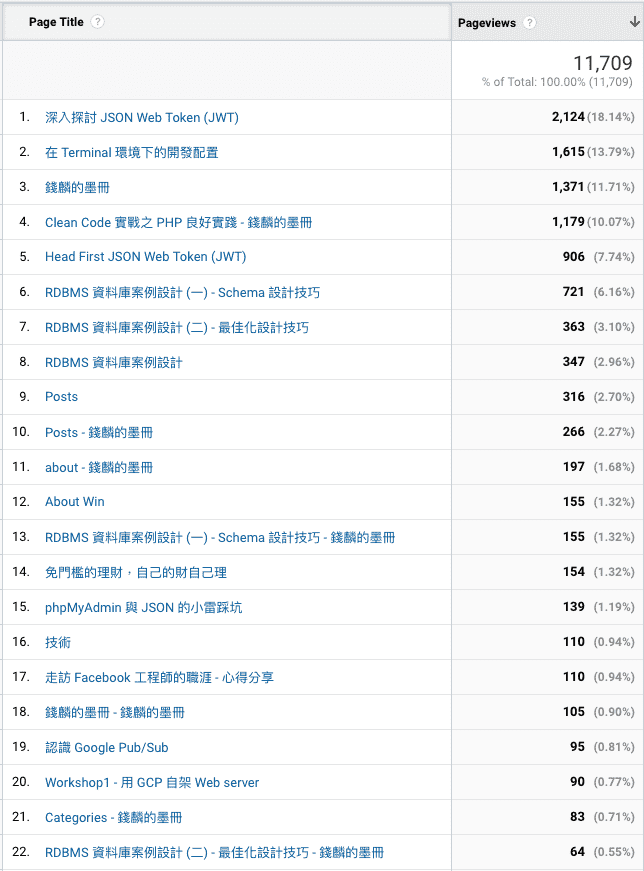 Page Title ? Pageviews ?
11,709
% of Total: 100.00% (11,709)
1. 深入探討 JSON Web Token (JWT) 2,124 (18.14%)
2. 在 Terminal 環境下的開發配置 1,615 (13.79%)
3. 錢麟的墨冊 1,371 (11.71%)
4. Clean Code 實戰之 PHP 良好實踐 - 錢麟的墨冊 1,179 (10.07%)
5. Head First JSON Web Token (JWT) 906 (7.74%)
6. RDBMS 資料庫案例設計 (一) - Schema 設計技巧 721 (6.16%)
7. RDBMS 資料庫案例設計 (二) - 最佳化設計技巧 363 (3.10%)
8. RDBMS 資料庫案例設計 347 (2.96%)
9. Posts 316 (2.70%)
10. Posts - 錢麟的墨冊 266 (2.27%)
11. about - 錢麟的墨冊 197 (1.68%)
12. About Win 155 (1.32%)
13. RDBMS 資料庫案例設計 (一) - Schema 設計技巧 - 錢麟的墨冊 155 (1.32%)
14. 免門檻的理財，自己的財自己理 154 (1.32%)
15. phpMyAdmin 與 JSON 的小雷踩坑 139 (1.19%)
16. 技術 110 (0.94%)
17. 走訪 Facebook 工程師的職涯 - 心得分享 110 (0.94%)
18. 錢麟的墨冊 - 錢麟的墨冊 105 (0.90%)
19. 認識 Google Pub/Sub 95 (0.81%)
20. Workshop1 - 用 GCP 自架 Web server 90 (0.77%)
21. Categories - 錢麟的墨冊 83 (0.71%)
22. RDBMS 資料庫案例設計 (二) - 最佳化設計技巧 - 錢麟的墨冊 64 (0.55%)